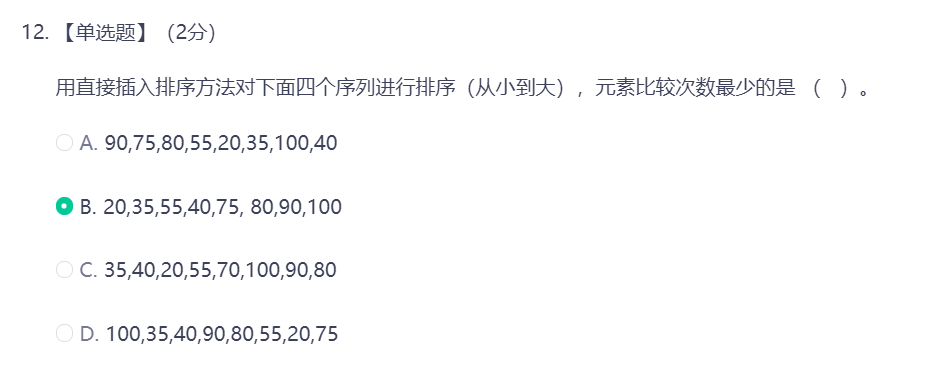 12. 【单选题】（2分）
用直接插入排序方法对下面四个序列进行排序（从小到大），元素比较次数最少的是 （  ）。
A. 90,75,80,55,20,35,100,40
B. 20,35,55,40,75, 80,90,100
C. 35,40,20,55,70,100,90,80
D. 100,35,40,90,80,55,20,75